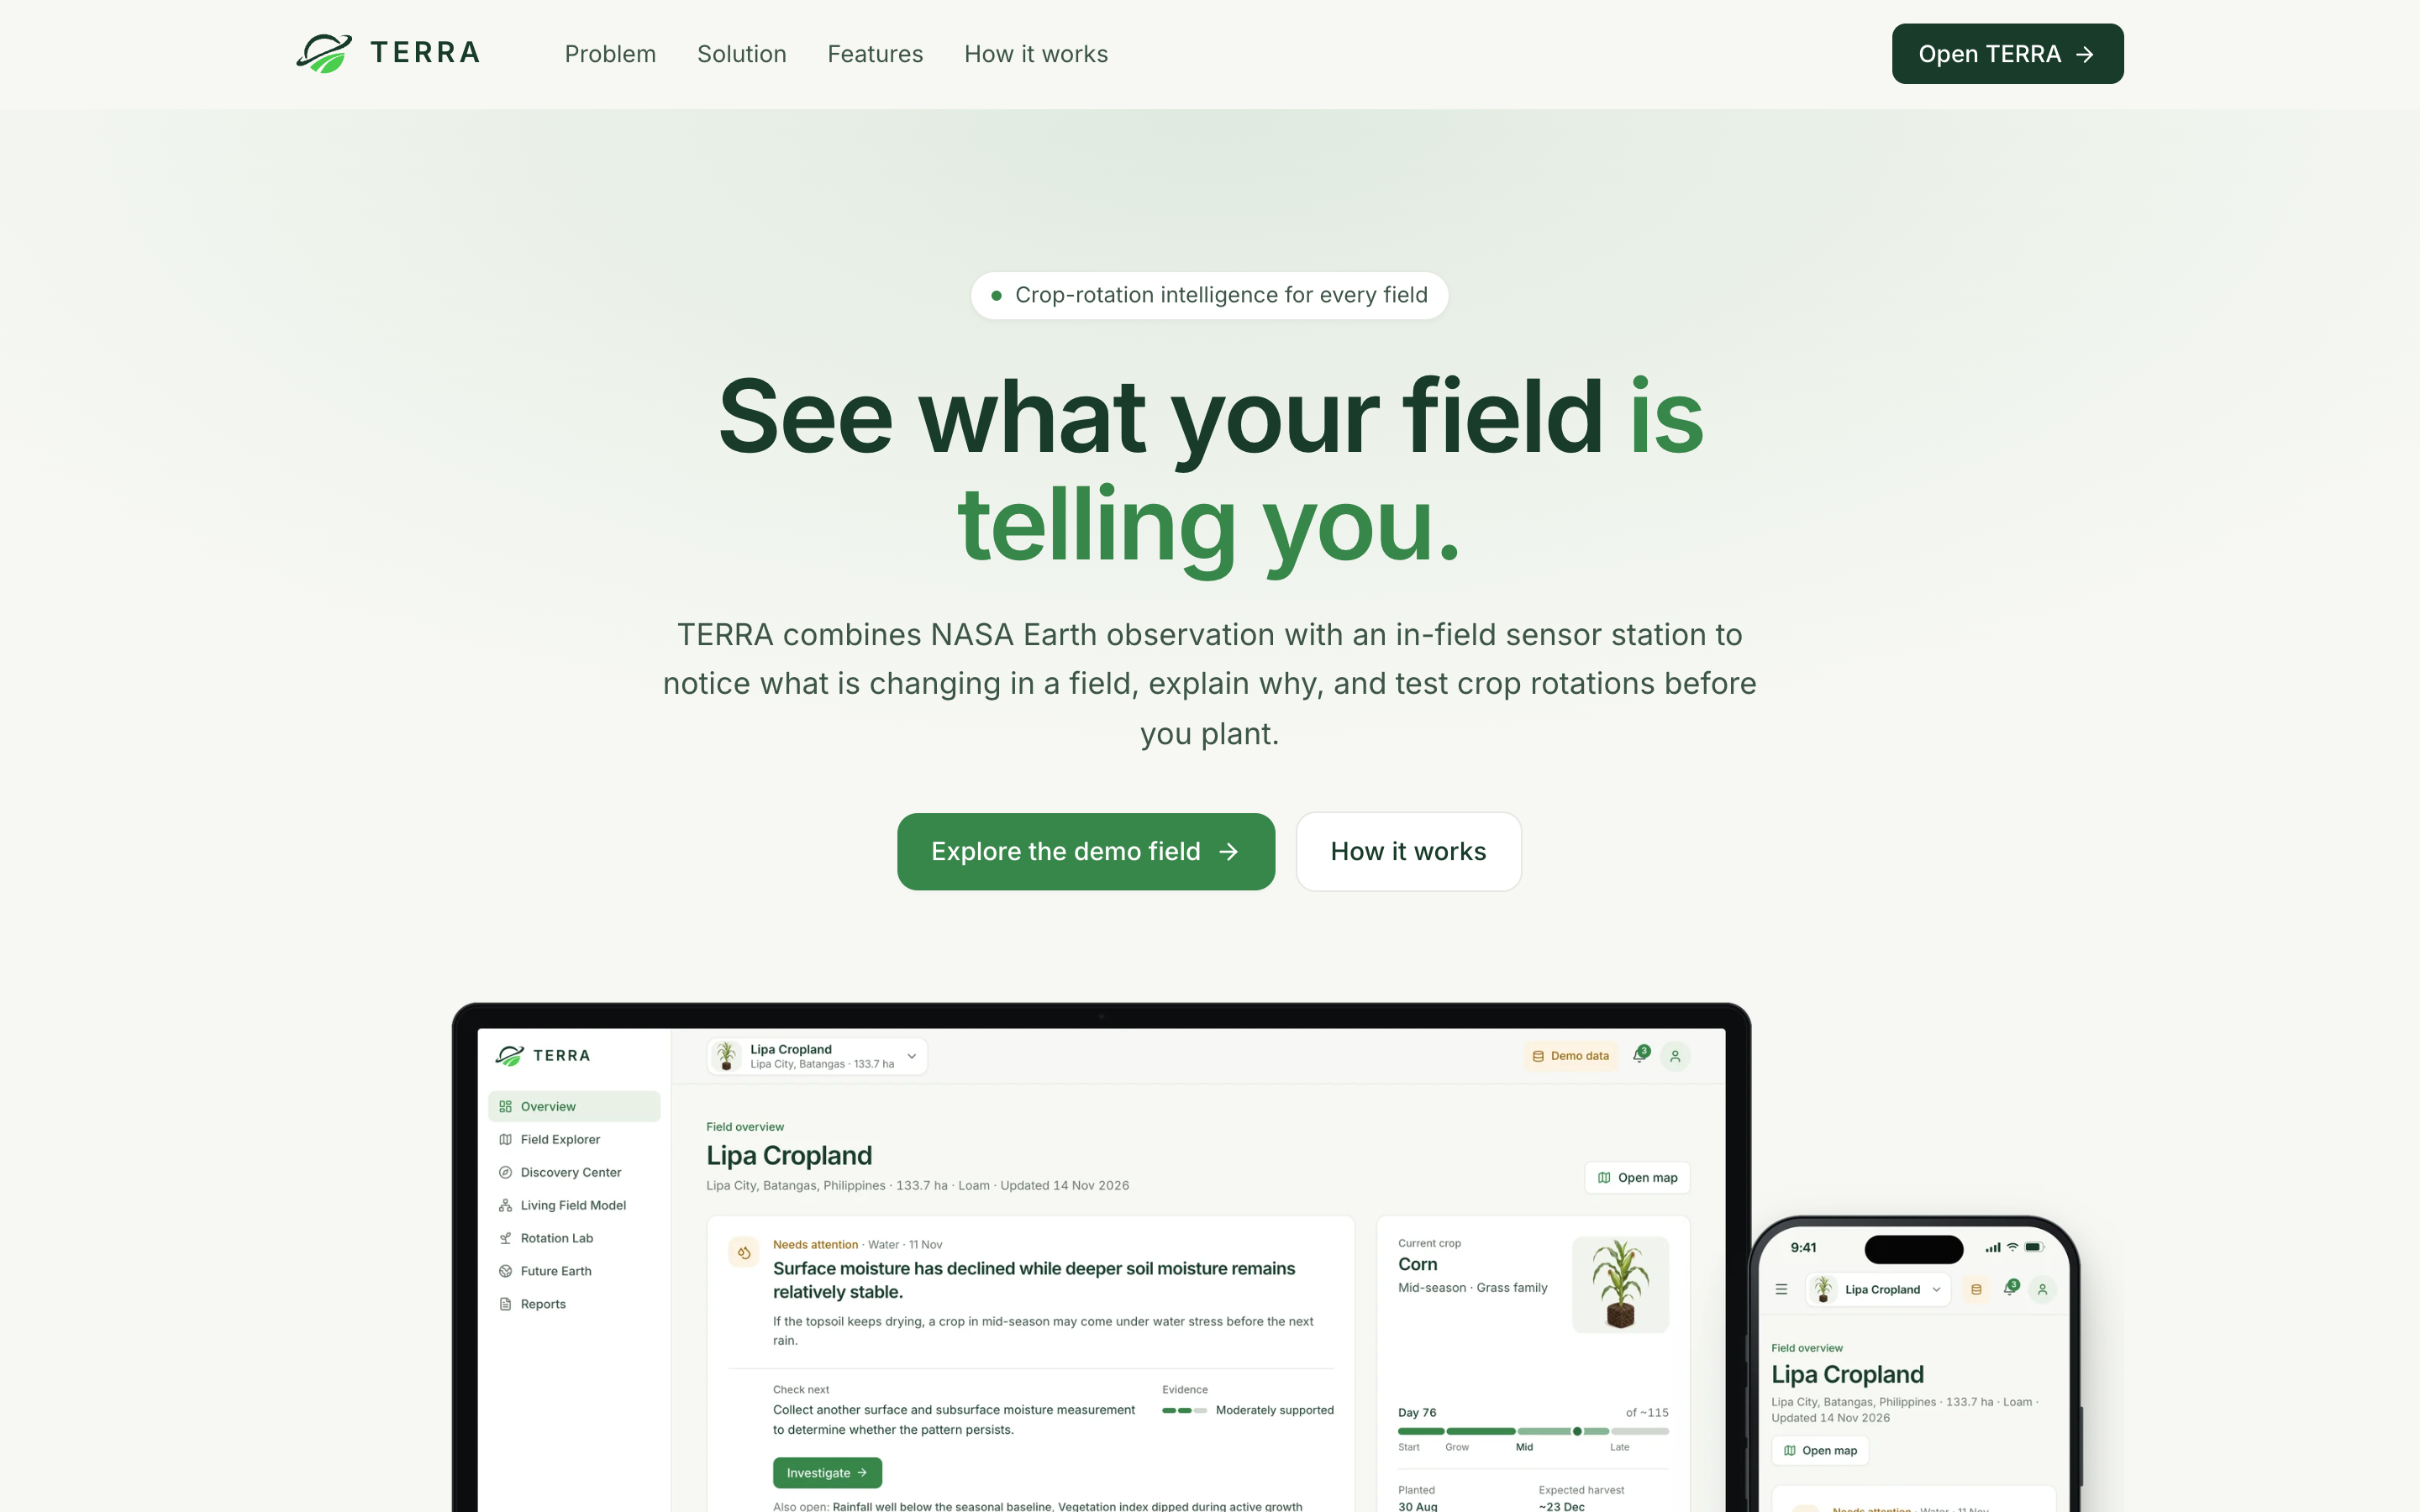 TERRA
Problem
Solution
Features
How it works
Open TERRA
Crop-rotation intelligence for every field
See what your field is
telling you.
TERRA combines NASA Earth observation with an in-field sensor station to
notice what is changing in a field, explain why, and test crop rotations before
you plant.
Explore the demo field
How it works
TERRA
Lipa Cropland
Lipa City, Batangas · 133.7 ha
Demo data
3
Overview
Field Explorer
Discovery Center
Living Field Model
Rotation Lab
Future Earth
Reports
Field overview
Lipa Cropland
Lipa City, Batangas, Philippines · 133.7 ha · Loam · Updated 14 Nov 2026
Open map
Needs attention · Water · 11 Nov
Surface moisture has declined while deeper soil moisture remains
relatively stable.
If the topsoil keeps drying, a crop in mid-season may come under water stress before the next
rain.
Check next
Collect another surface and subsurface moisture measurement
to determine whether the pattern persists.
Evidence
Moderately supported
Investigate
Also open: Rainfall well below the seasonal baseline, Vegetation index dipped during active growth
Current crop
Corn
Mid-season · Grass family
Day 76
of ~115
Start
Grow
Mid
Late
Planted
30 Aug
Expected harvest
~23 Dec
9:41
Lipa Cropland
3
Field overview
Lipa Cropland
Lipa City, Batangas, Philippines · 133.7 ha · Loam ·
Updated 14 Nov 2026
Open map
Needs attention · Water · 11 Nov